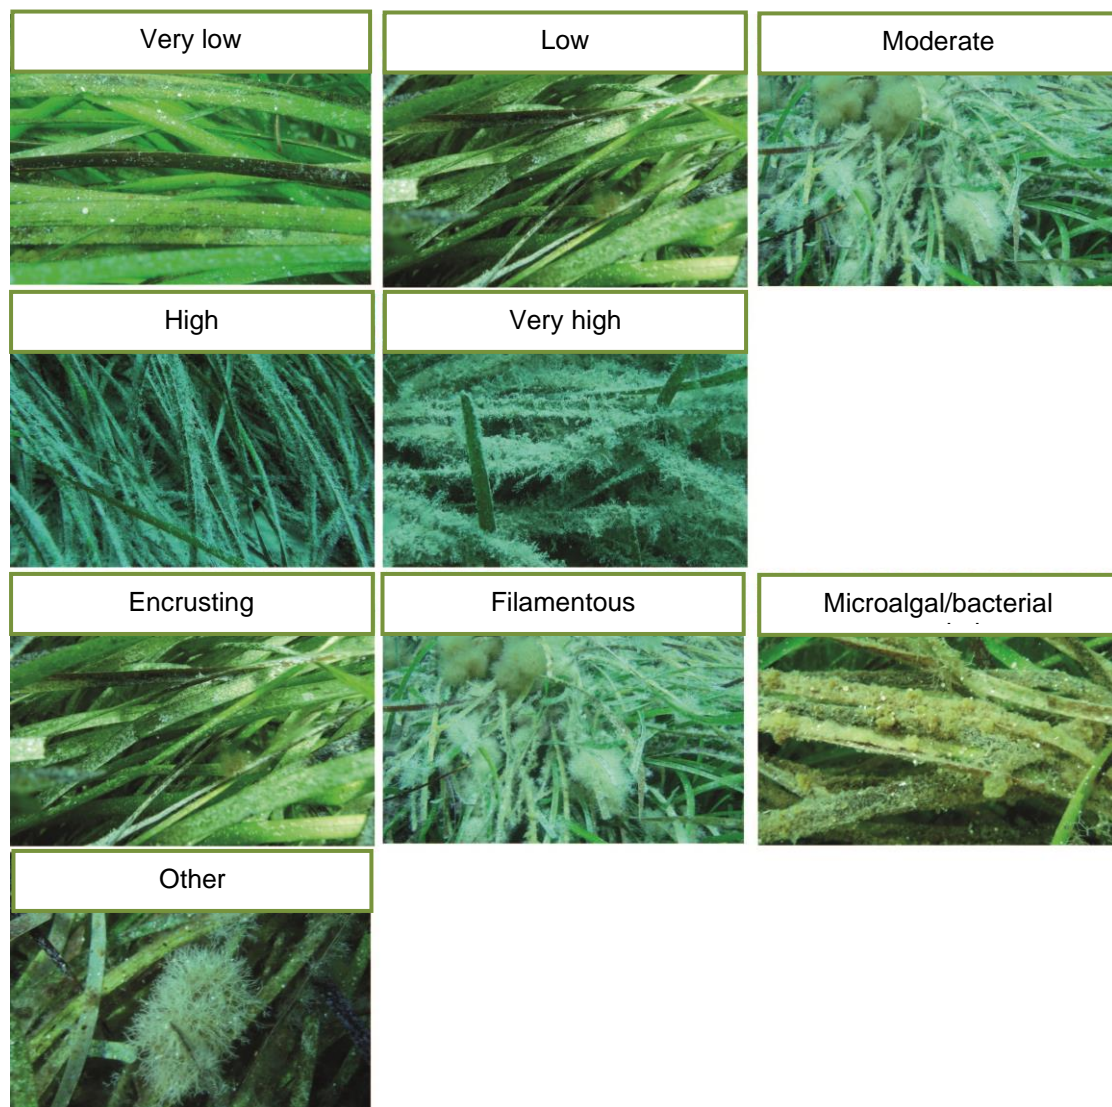 Very low
Low
Moderate
High
Very high
Encrusting
Filamentous
Microalgal/bacterial
Other